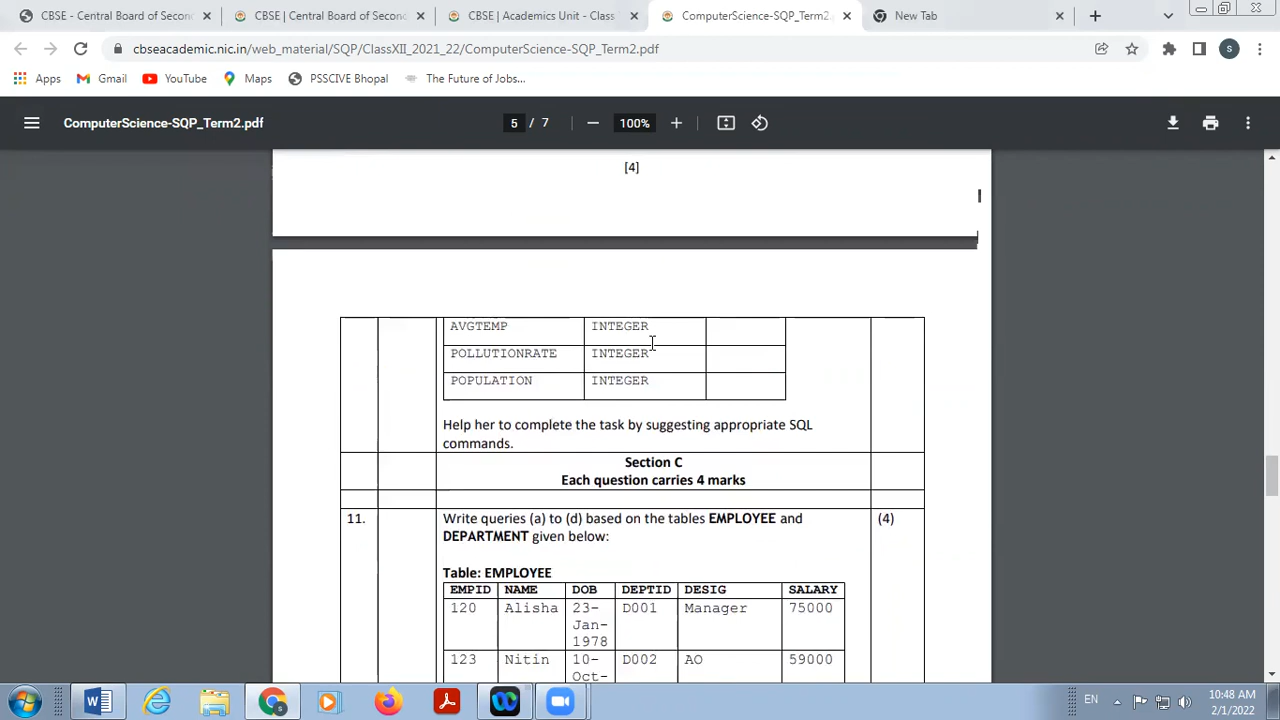 CBSE - Central Board of Secon
CBSE | Central Board of Second
CBSE | Academics Unit - Class
ComputerScience-SQP_Term2.
New Tab
cbseacademic.nic.in/web_material/SQP/ClassXII_2021_22/ComputerScience-SQP_Term2.pdf
S
Apps
Gmail
YouTube
Maps
PSSCIVE Bhopal
The Future of Jobs...
ComputerScience-SQP_Term2.pdf
5 / 7
100%
[4]
AVGTEMP INTEGER
POLLUTIONRATE INTEGER
POPULATION INTEGER
Help her to complete the task by suggesting appropriate SQL
commands.
Section C
Each question carries 4 marks
11. Write queries (a) to (d) based on the tables EMPLOYEE and (4)
DEPARTMENT given below:
Table: EMPLOYEE
EMPID NAME DOB DEPTID DESIG SALARY
120 Alisha 23- D001 Manager 75000
Jan-
1978
123 Nitin 10- D002 AO 59000
Oct-
EN
10:48 AM
2/1/2022